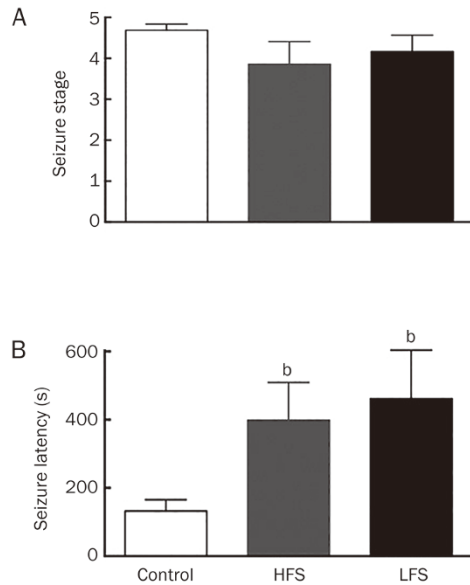 A
Seizure stage
5
4
3
2
1
0
B
Seizure latency (s)
600
400
200
0
b
b
Control HFS LFS